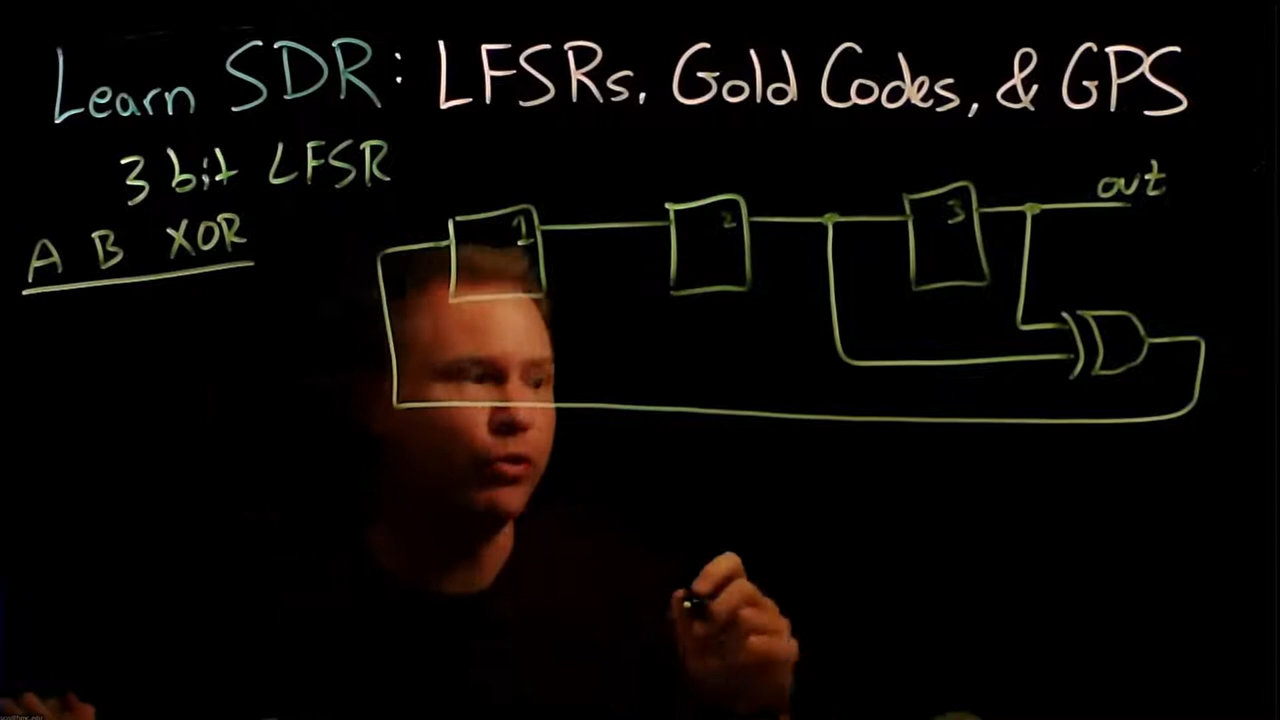 Learn SDR: LFSRs, Gold Codes, & GPS
3 bit LFSR
A B XOR
1 2 3 out